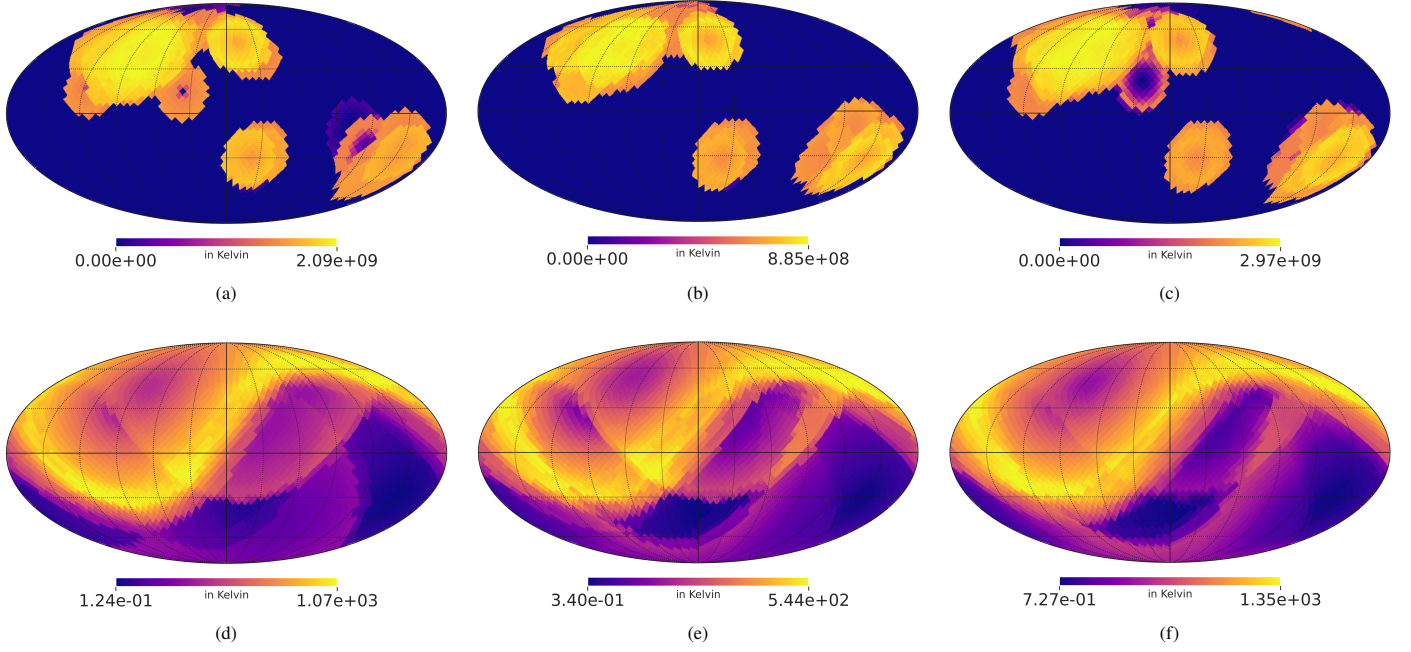 in Kelvin
0.00e+00 2.09e+09
(a)
in Kelvin
0.00e+00 8.85e+08
(b)
in Kelvin
0.00e+00 2.97e+09
(c)
in Kelvin
1.24e-01 1.07e+03
(d)
in Kelvin
3.40e-01 5.44e+02
(e)
in Kelvin
7.27e-01 1.35e+03
(f)